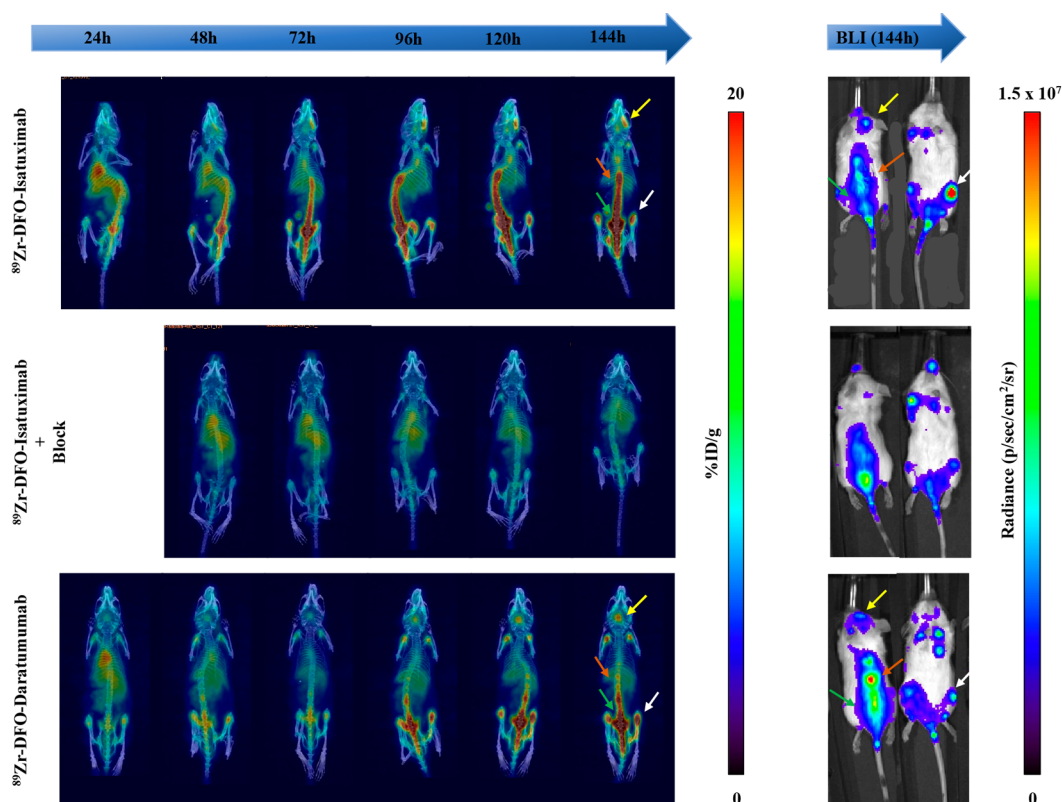 24h 48h 72h 96h 120h 144h BLI (144h)
⁸⁹Zr-DFO-Isatuximab
20
1.5 x 10⁷
⁸⁹Zr-DFO-Isatuximab
+
Block
%ID/g
Radiance (p/sec/cm²/sr)
⁸⁹Zr-DFO-Daratumumab
0
0